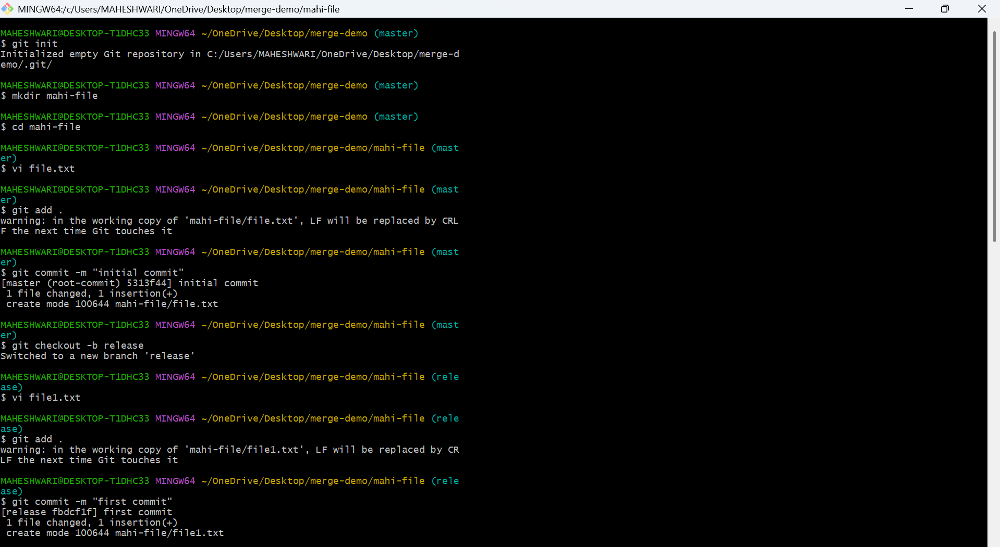 MINGW64:/c/Users/MAHESHWARI/OneDrive/Desktop/merge-demo/mahi-file
MAHESHWARI@DESKTOP-T1DHC33 MINGW64 ~/OneDrive/Desktop/merge-demo (master)
$ git init
Initialized empty Git repository in C:/Users/MAHESHWARI/OneDrive/Desktop/merge-d
emo/.git/
MAHESHWARI@DESKTOP-T1DHC33 MINGW64 ~/OneDrive/Desktop/merge-demo (master)
$ mkdir mahi-file
MAHESHWARI@DESKTOP-T1DHC33 MINGW64 ~/OneDrive/Desktop/merge-demo (master)
$ cd mahi-file
MAHESHWARI@DESKTOP-T1DHC33 MINGW64 ~/OneDrive/Desktop/merge-demo/mahi-file (mast
er)
$ vi file.txt
MAHESHWARI@DESKTOP-T1DHC33 MINGW64 ~/OneDrive/Desktop/merge-demo/mahi-file (mast
er)
$ git add .
warning: in the working copy of 'mahi-file/file.txt', LF will be replaced by CRL
F the next time Git touches it
MAHESHWARI@DESKTOP-T1DHC33 MINGW64 ~/OneDrive/Desktop/merge-demo/mahi-file (mast
er)
$ git commit -m "initial commit"
[master (root-commit) 5313f44] initial commit
 1 file changed, 1 insertion(+)
 create mode 100644 mahi-file/file.txt
MAHESHWARI@DESKTOP-T1DHC33 MINGW64 ~/OneDrive/Desktop/merge-demo/mahi-file (mast
er)
$ git checkout -b release
Switched to a new branch 'release'
MAHESHWARI@DESKTOP-T1DHC33 MINGW64 ~/OneDrive/Desktop/merge-demo/mahi-file (rele
ase)
$ vi file1.txt
MAHESHWARI@DESKTOP-T1DHC33 MINGW64 ~/OneDrive/Desktop/merge-demo/mahi-file (rele
ase)
$ git add .
warning: in the working copy of 'mahi-file/file1.txt', LF will be replaced by CR
LF the next time Git touches it
MAHESHWARI@DESKTOP-T1DHC33 MINGW64 ~/OneDrive/Desktop/merge-demo/mahi-file (rele
ase)
$ git commit -m "first commit"
[release fbdcf1f] first commit
 1 file changed, 1 insertion(+)
 create mode 100644 mahi-file/file1.txt